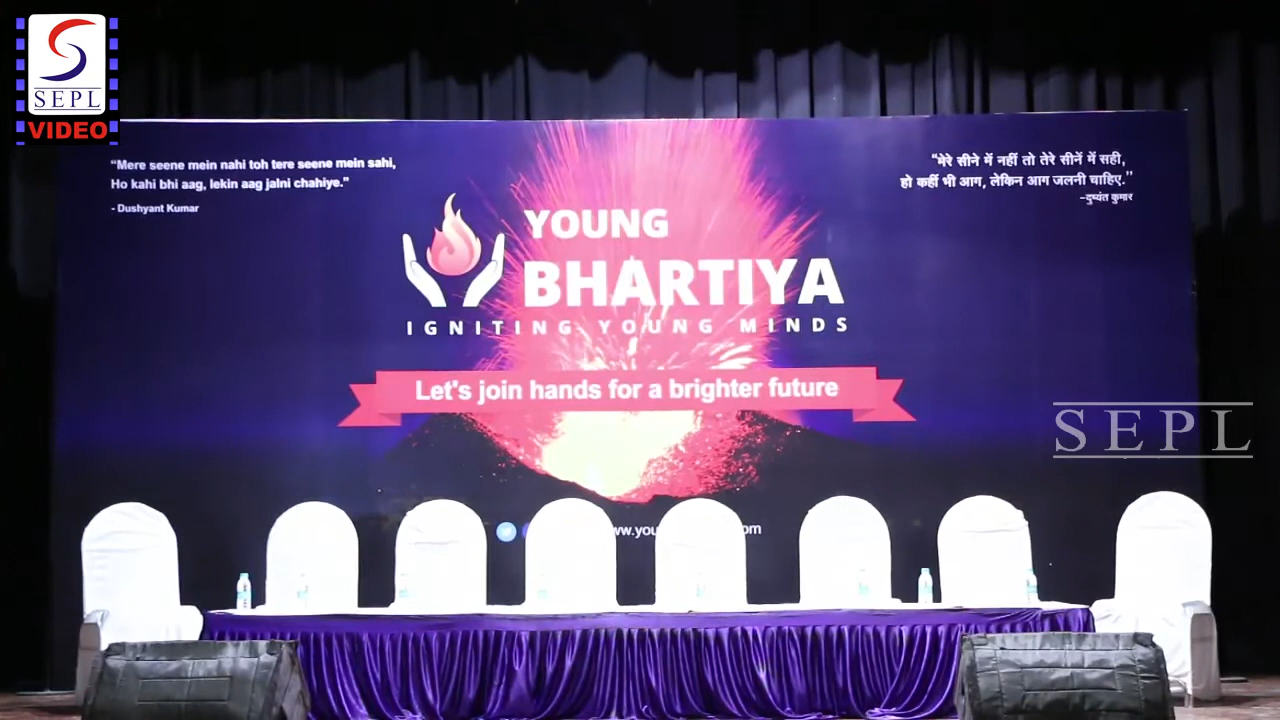 SEPL
VIDEO
“Mere seene mein nahi toh tere seene mein sahi,
Ho kahi bhi aag, lekin aag jalni chahiye.”
- Dushyant Kumar
“मेरे सीने में नहीं तो तेरे सीनें में सही,
हो कहीं भी आग, लेकिन आग जलनी चाहिए.’’
-दुष्यंत कुमार
YOUNG
BHARTIYA
IGNITING YOUNG MINDS
Let's join hands for a brighter future
SEPL